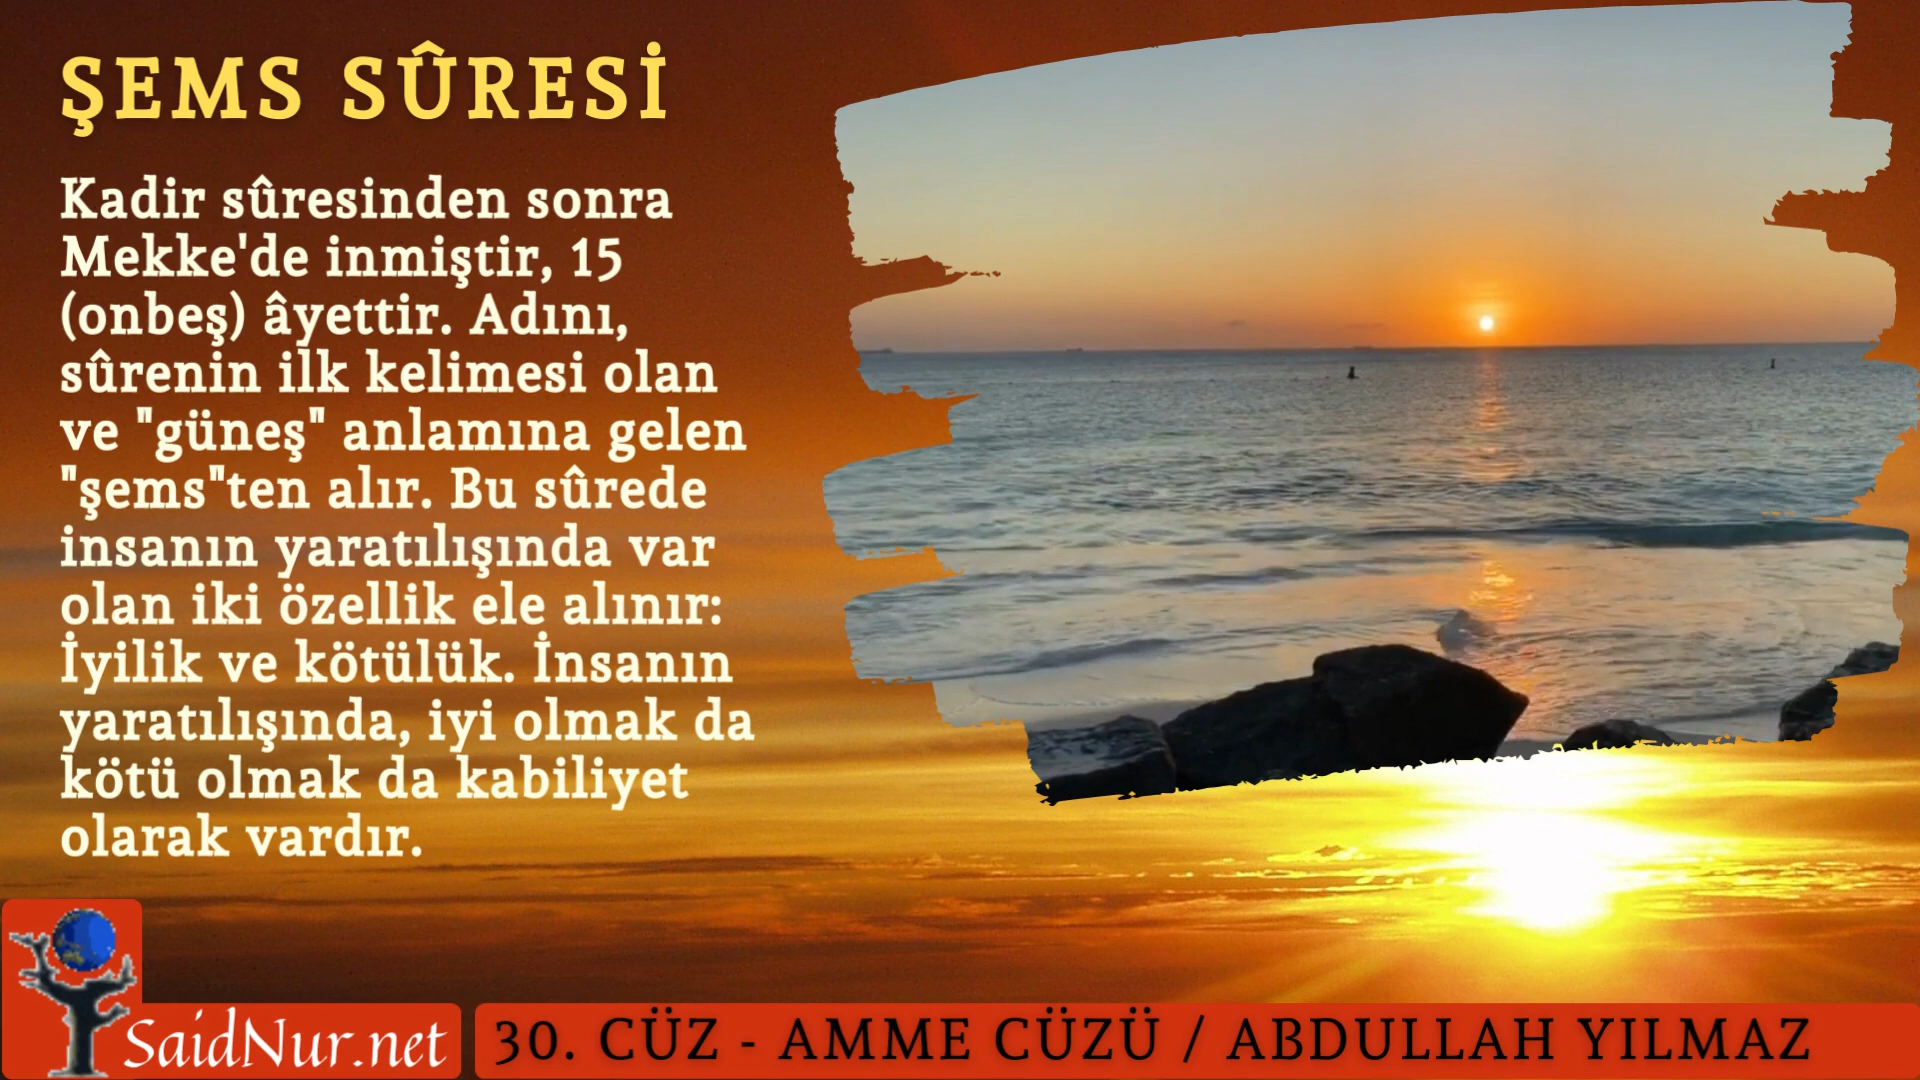 ŞEMS SÛRESİ
Kadir sûresinden sonra
Mekke'de inmiştir, 15
(onbeş) âyettir. Adını,
sûrenin ilk kelimesi olan
ve "güneş" anlamına gelen
"şems"ten alır. Bu sûrede
insanın yaratılışında var
olan iki özellik ele alınır:
İyilik ve kötülük. İnsanın
yaratılışında, iyi olmak da
kötü olmak da kabiliyet
olarak vardır.
SaidNur.net
30. CÜZ - AMME CÜZÜ / ABDULLAH YILMAZ